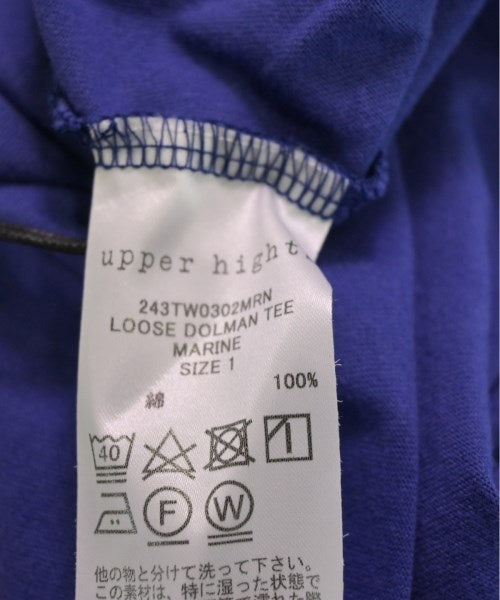 upper hights
243TW0302MRN
LOOSE DOLMAN TEE
MARINE
SIZE 1
綿 100%
40
F W
他の物と分けて洗って下さい。
この素材は、特に湿った状態で